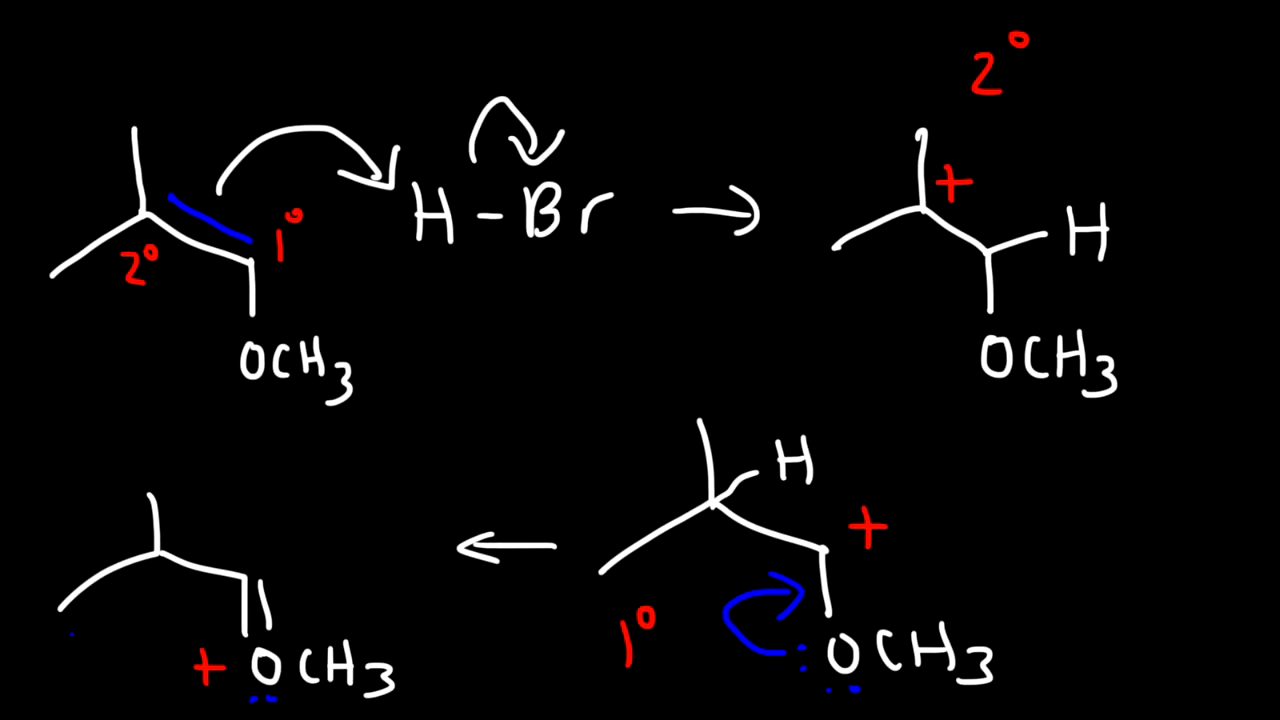 2°
H-Br → + H
2° 1°
OCH3 OCH3
H
+
1°
+ OCH3 ← :OCH3